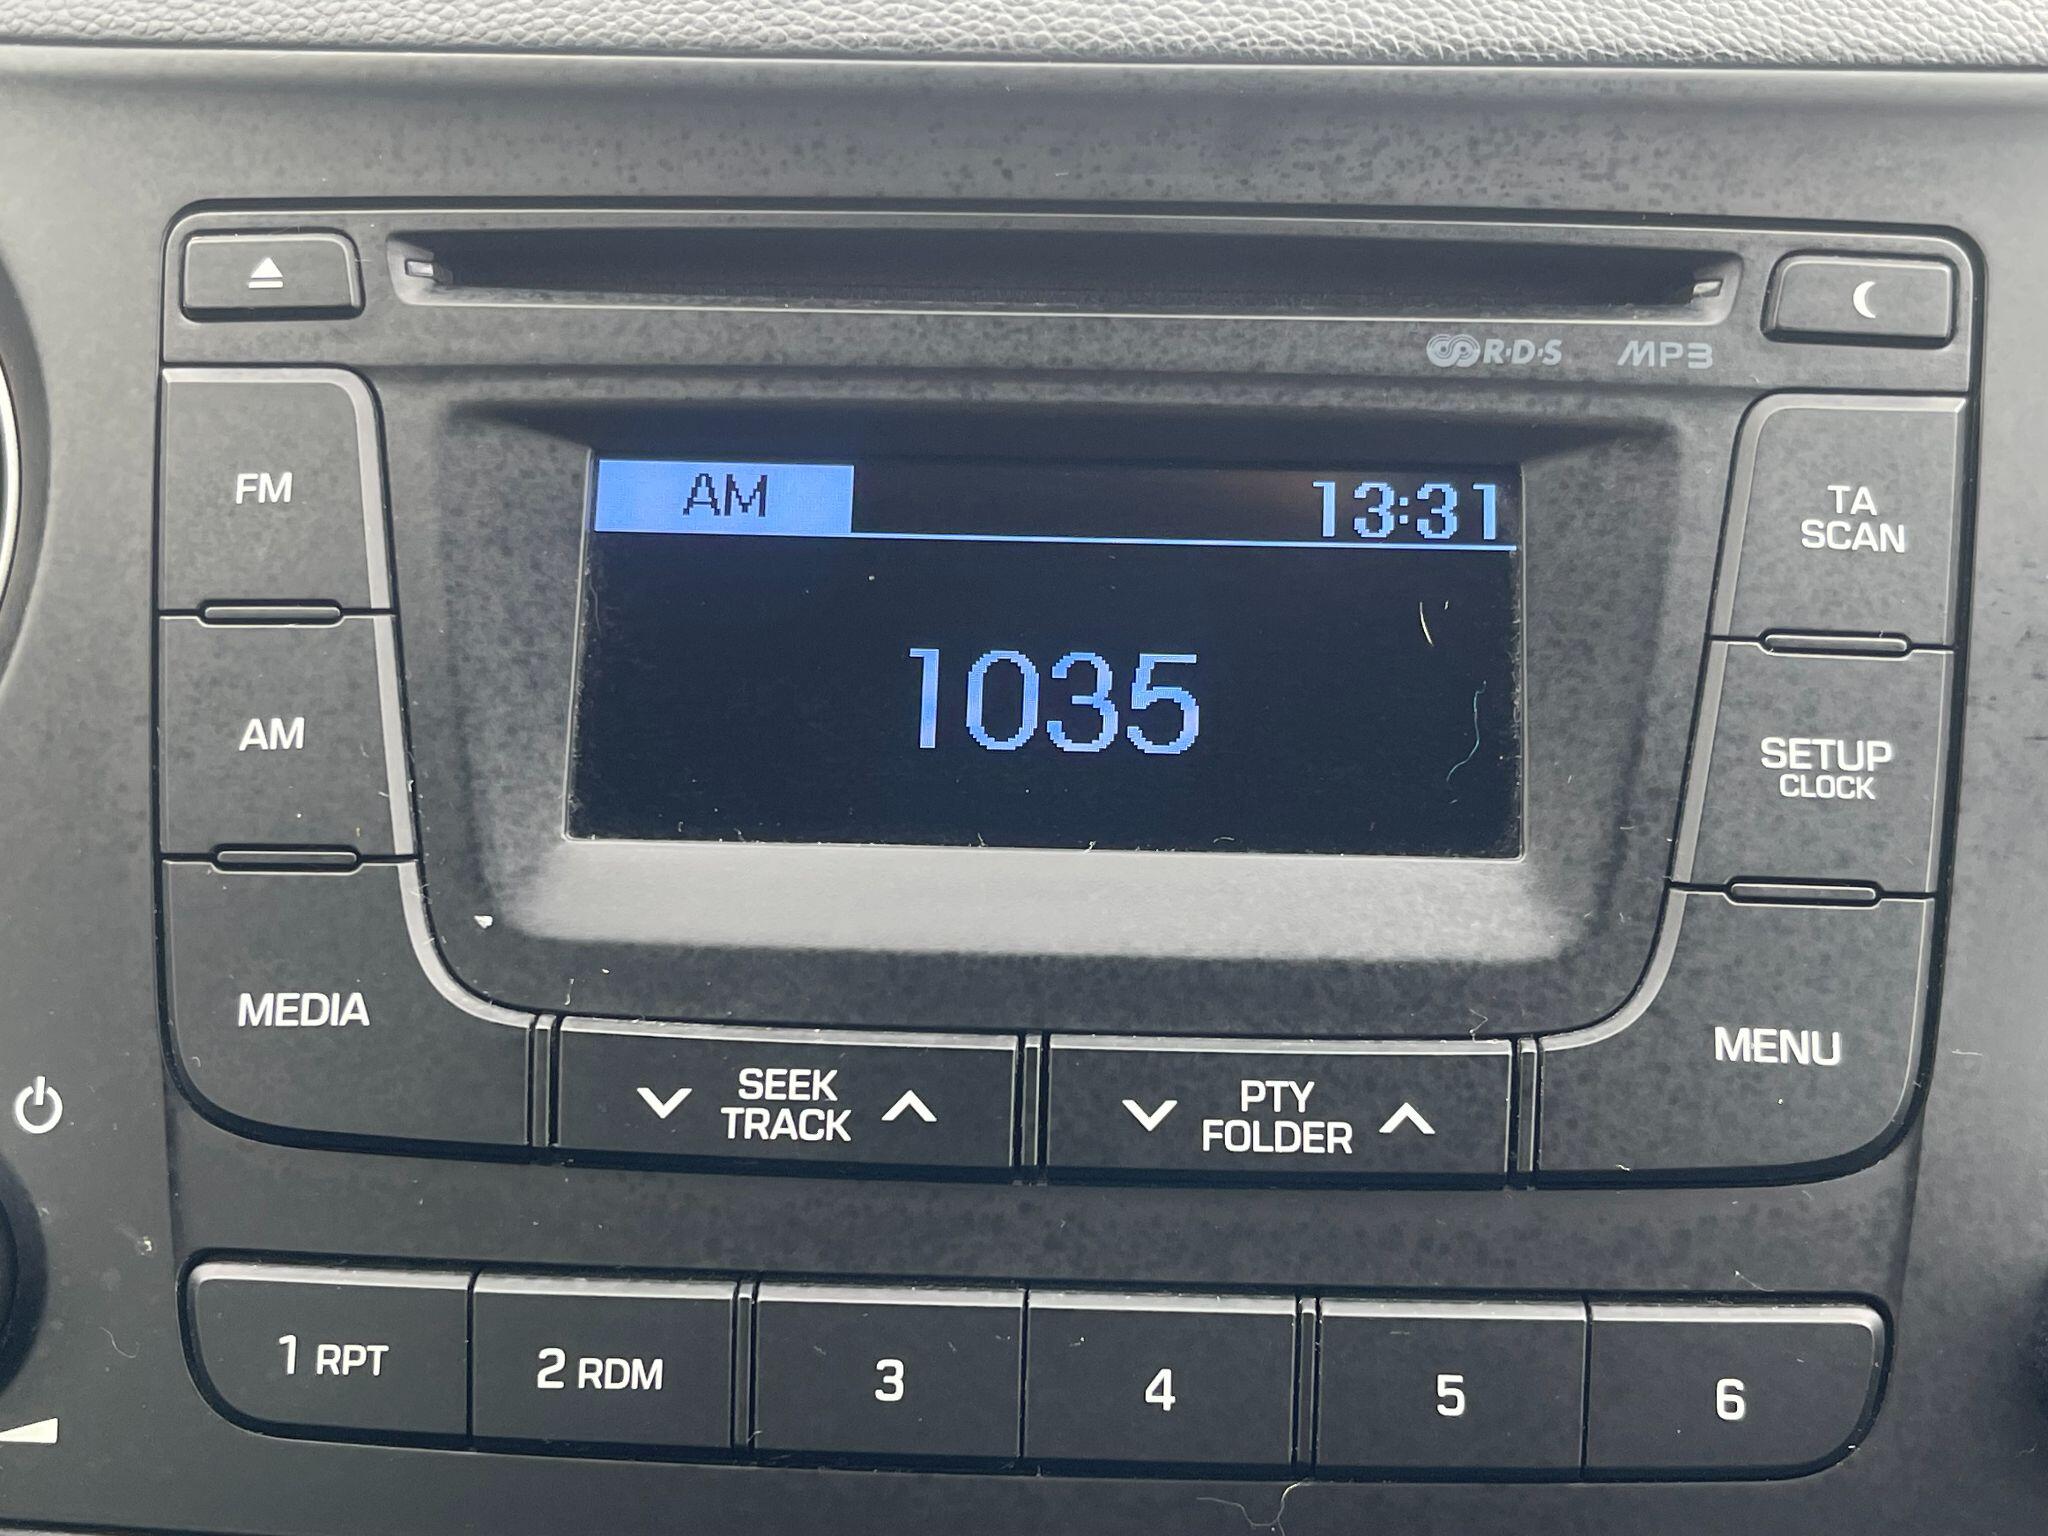 R·D·S MP3
FM
AM 13:31
TA
SCAN
1035
AM
SETUP
CLOCK
MEDIA
MENU
SEEK
TRACK
PTY
FOLDER
1 RPT
2 RDM
3
4
5
6